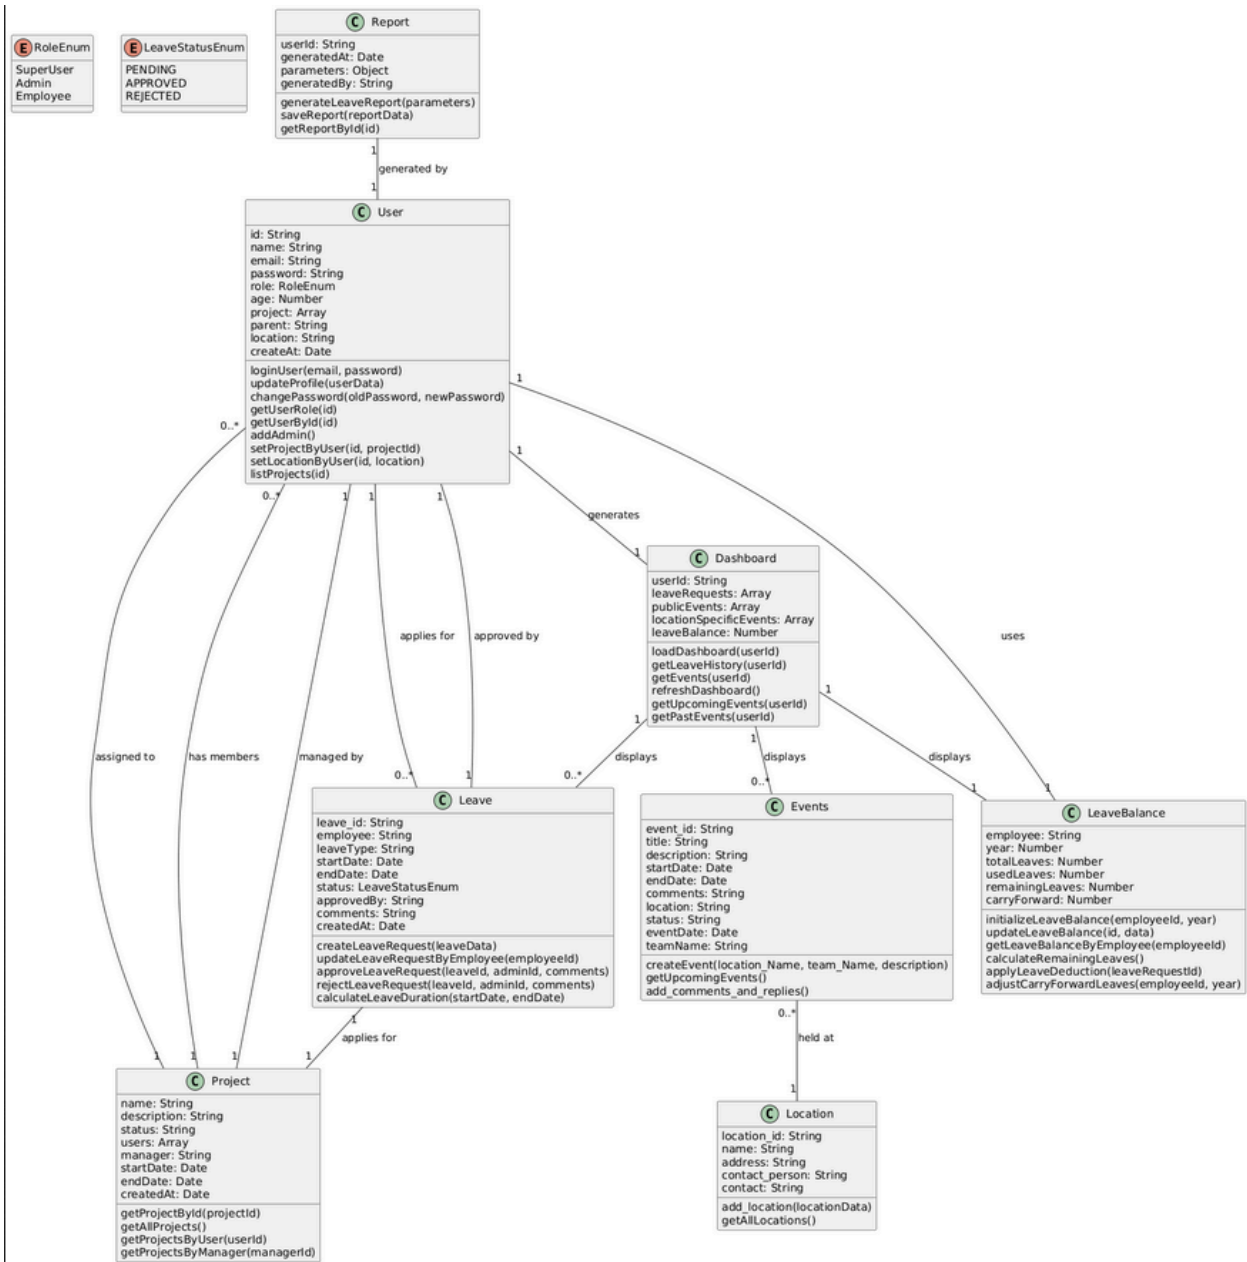 E RoleEnum
SuperUser
Admin
Employee
E LeaveStatusEnum
PENDING
APPROVED
REJECTED
C Report
userId: String
generatedAt: Date
parameters: Object
generatedBy: String
generateLeaveReport(parameters)
saveReport(reportData)
getReportById(id)
1
generated by
1
C User
id: String
name: String
email: String
password: String
role: RoleEnum
age: Number
project: Array
parent: String
location: String
createAt: Date
loginUser(email, password)
updateProfile(userData)
changePassword(oldPassword, newPassword)
getUserRole(id)
getUserById(id)
addAdmin()
setProjectByUser(id, projectId)
setLocationByUser(id, location)
listProjects(id)
1
0..*
1
0..*
1
1
1
generates
1
C Dashboard
userId: String
leaveRequests: Array
publicEvents: Array
locationSpecificEvents: Array
leaveBalance: Number
loadDashboard(userId)
getLeaveHistory(userId)
getEvents(userId)
refreshDashboard()
getUpcomingEvents(userId)
getPastEvents(userId)
applies for
approved by
uses
1
1
1
assigned to
has members
managed by
displays
displays
displays
0..*
1
0..*
0..*
1
1
C Leave
leave_id: String
employee: String
leaveType: String
startDate: Date
endDate: Date
status: LeaveStatusEnum
approvedBy: String
comments: String
createdAt: Date
createLeaveRequest(leaveData)
updateLeaveRequestByEmployee(employeeId)
approveLeaveRequest(leaveId, adminId, comments)
rejectLeaveRequest(leaveId, adminId, comments)
calculateLeaveDuration(startDate, endDate)
C Events
event_id: String
title: String
description: String
startDate: Date
endDate: Date
comments: String
location: String
status: String
eventDate: Date
teamName: String
createEvent(location_Name, team_Name, description)
getUpcomingEvents()
add_comments_and_replies()
C LeaveBalance
employee: String
year: Number
totalLeaves: Number
usedLeaves: Number
remainingLeaves: Number
carryForward: Number
initializeLeaveBalance(employeeId, year)
updateLeaveBalance(id, data)
getLeaveBalanceByEmployee(employeeId)
calculateRemainingLeaves()
applyLeaveDeduction(leaveRequestId)
adjustCarryForwardLeaves(employeeId, year)
1
applies for
1
1
1
1
0..*
held at
1
C Project
name: String
description: String
status: String
users: Array
manager: String
startDate: Date
endDate: Date
createdAt: Date
getProjectById(projectId)
getAllProjects()
getProjectsByUser(userId)
getProjectsByManager(managerId)
C Location
location_id: String
name: String
address: String
contact_person: String
contact: String
add_location(locationData)
getAllLocations()